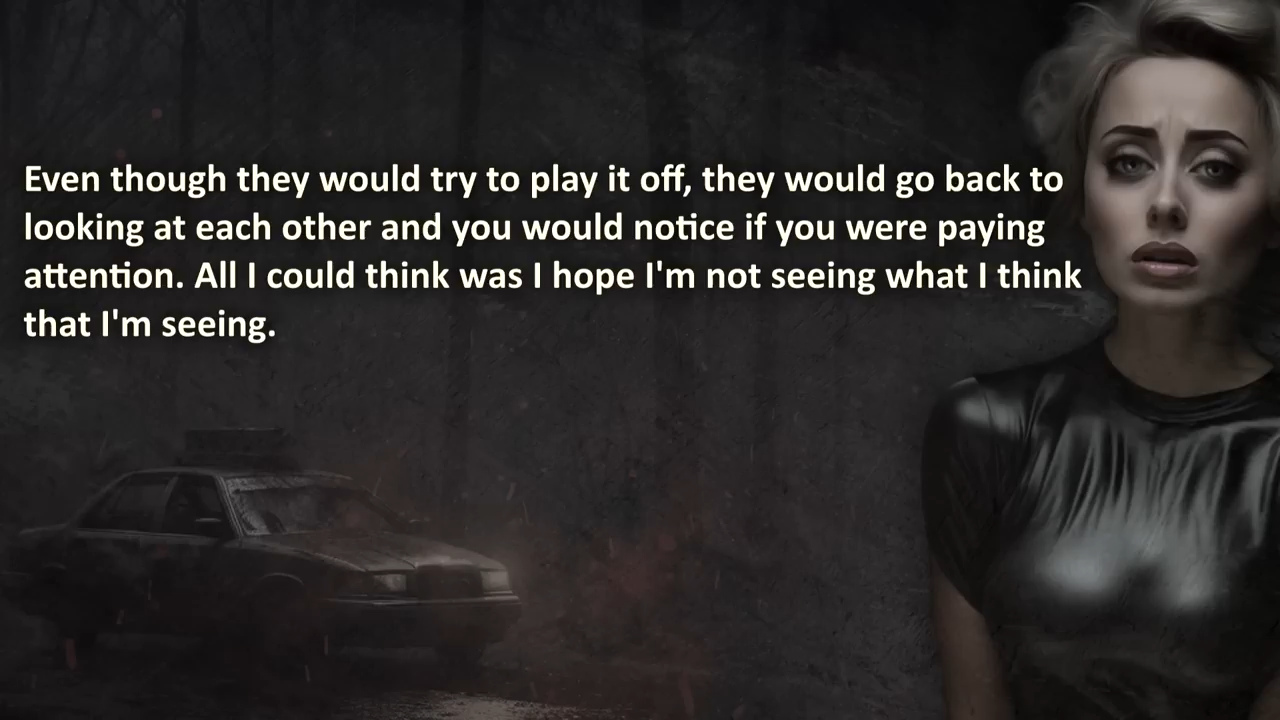 Even though they would try to play it off, they would go back to
looking at each other and you would notice if you were paying
attention. All I could think was I hope I'm not seeing what I think
that I'm seeing.